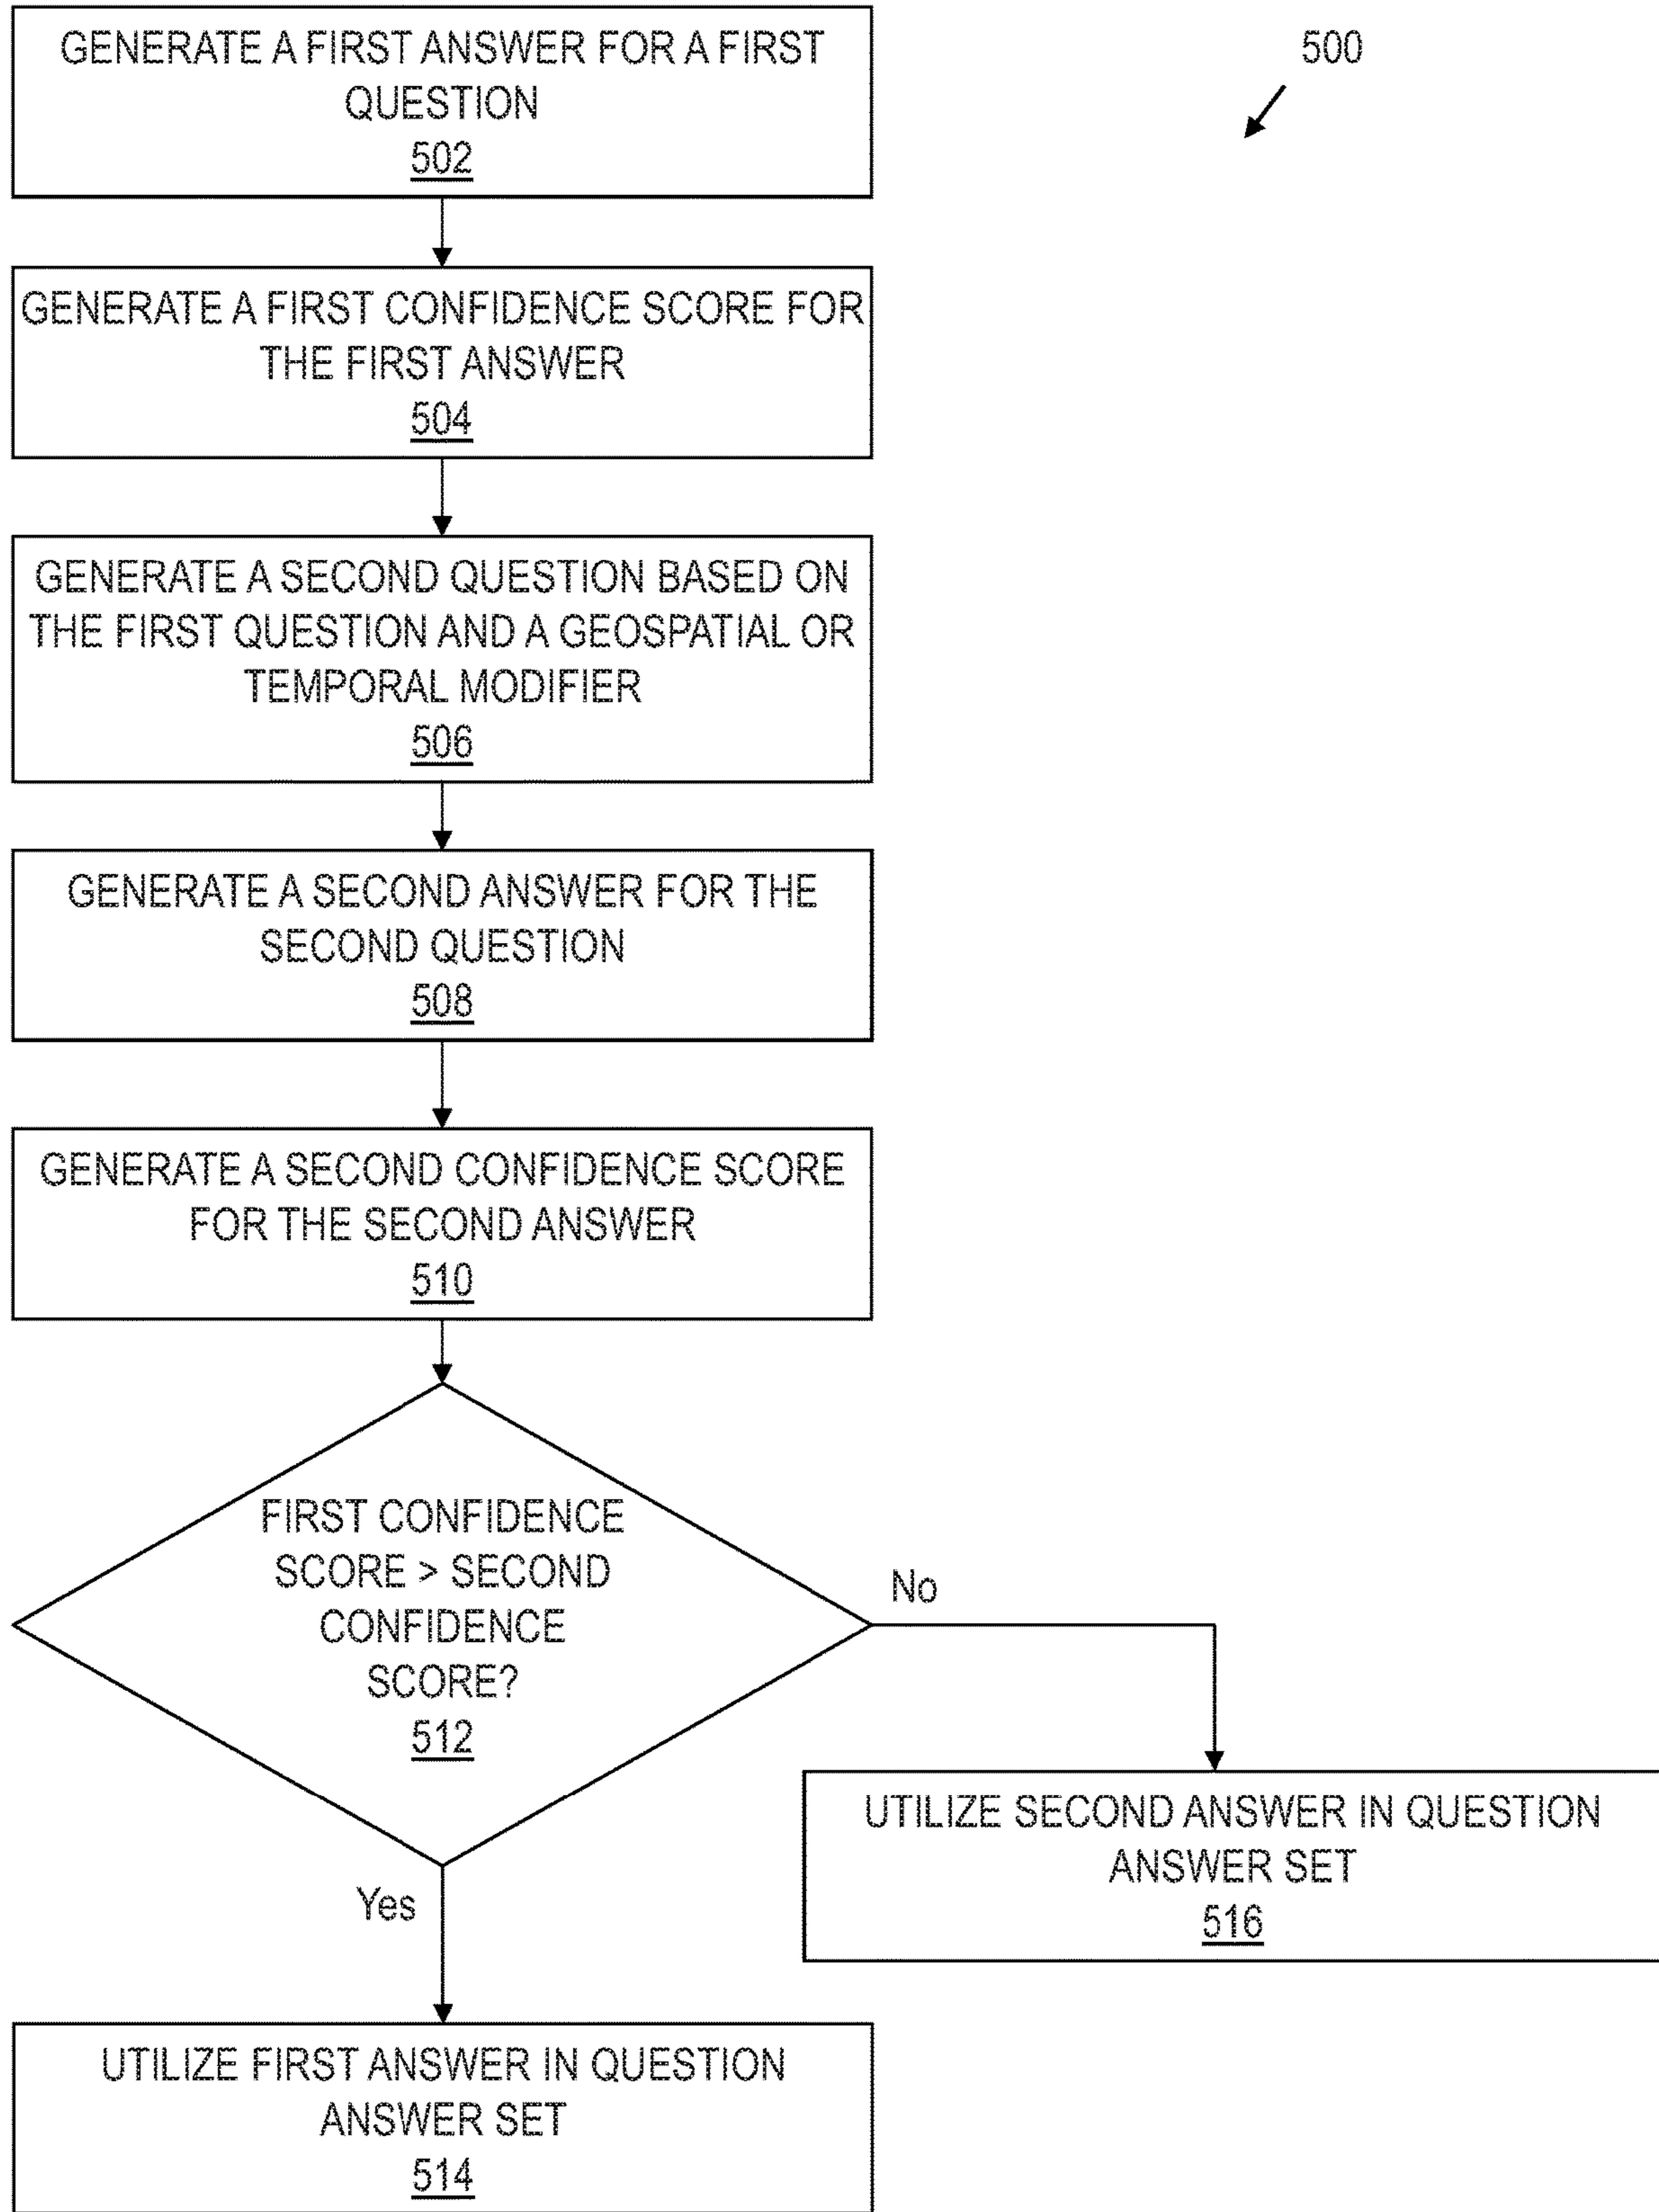 GENERATE A FIRST ANSWER FOR A FIRST
QUESTION
502
500
GENERATE A FIRST CONFIDENCE SCORE FOR
THE FIRST ANSWER
504
GENERATE A SECOND QUESTION BASED ON
THE FIRST QUESTION AND A GEOSPATIAL OR
TEMPORAL MODIFIER
506
GENERATE A SECOND ANSWER FOR THE
SECOND QUESTION
508
GENERATE A SECOND CONFIDENCE SCORE
FOR THE SECOND ANSWER
510
FIRST CONFIDENCE
SCORE > SECOND
CONFIDENCE
SCORE?
512
No
UTILIZE SECOND ANSWER IN QUESTION
ANSWER SET
516
Yes
UTILIZE FIRST ANSWER IN QUESTION
ANSWER SET
514